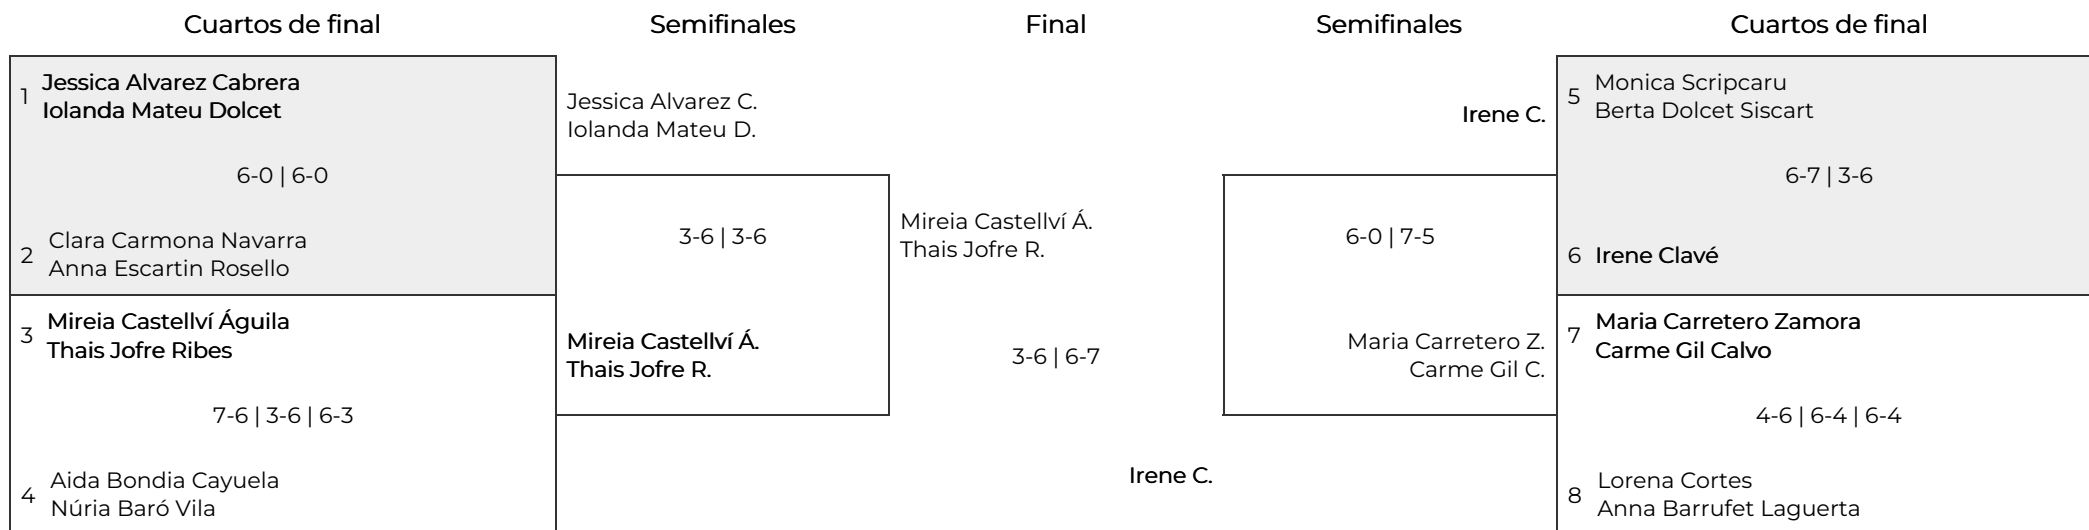 Cuartos de final
Semifinales
Final
Semifinales
Cuartos de final
1
Jessica Alvarez Cabrera
Iolanda Mateu Dolcet
6-0 | 6-0
2
Clara Carmona Navarra
Anna Escartin Rosello
3
Mireia Castellví Águila
Thais Jofre Ribes
7-6 | 3-6 | 6-3
4
Aida Bondia Cayuela
Núria Baró Vila
Jessica Alvarez C.
Iolanda Mateu D.
3-6 | 3-6
Mireia Castellví Á.
Thais Jofre R.
Mireia Castellví Á.
Thais Jofre R.
3-6 | 6-7
Irene C.
Irene C.
6-0 | 7-5
Maria Carretero Z.
Carme Gil C.
5
Monica Scripcaru
Berta Dolcet Siscart
6-7 | 3-6
6 Irene Clavé
7
Maria Carretero Zamora
Carme Gil Calvo
4-6 | 6-4 | 6-4
8
Lorena Cortes
Anna Barrufet Laguerta